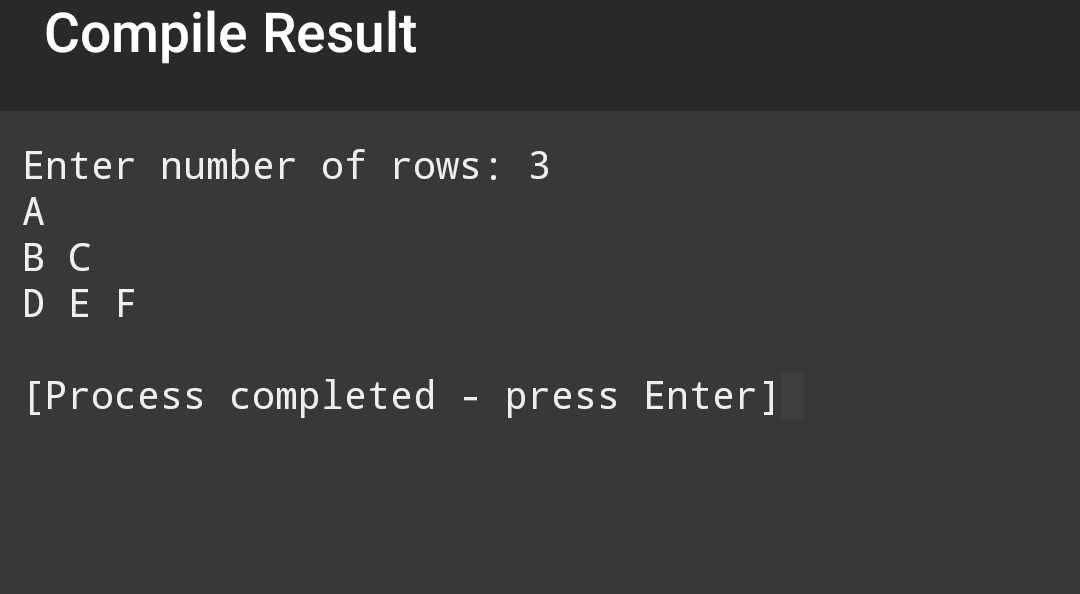 Compile Result
Enter number of rows: 3
A
B C
D E F
[Process completed - press Enter]